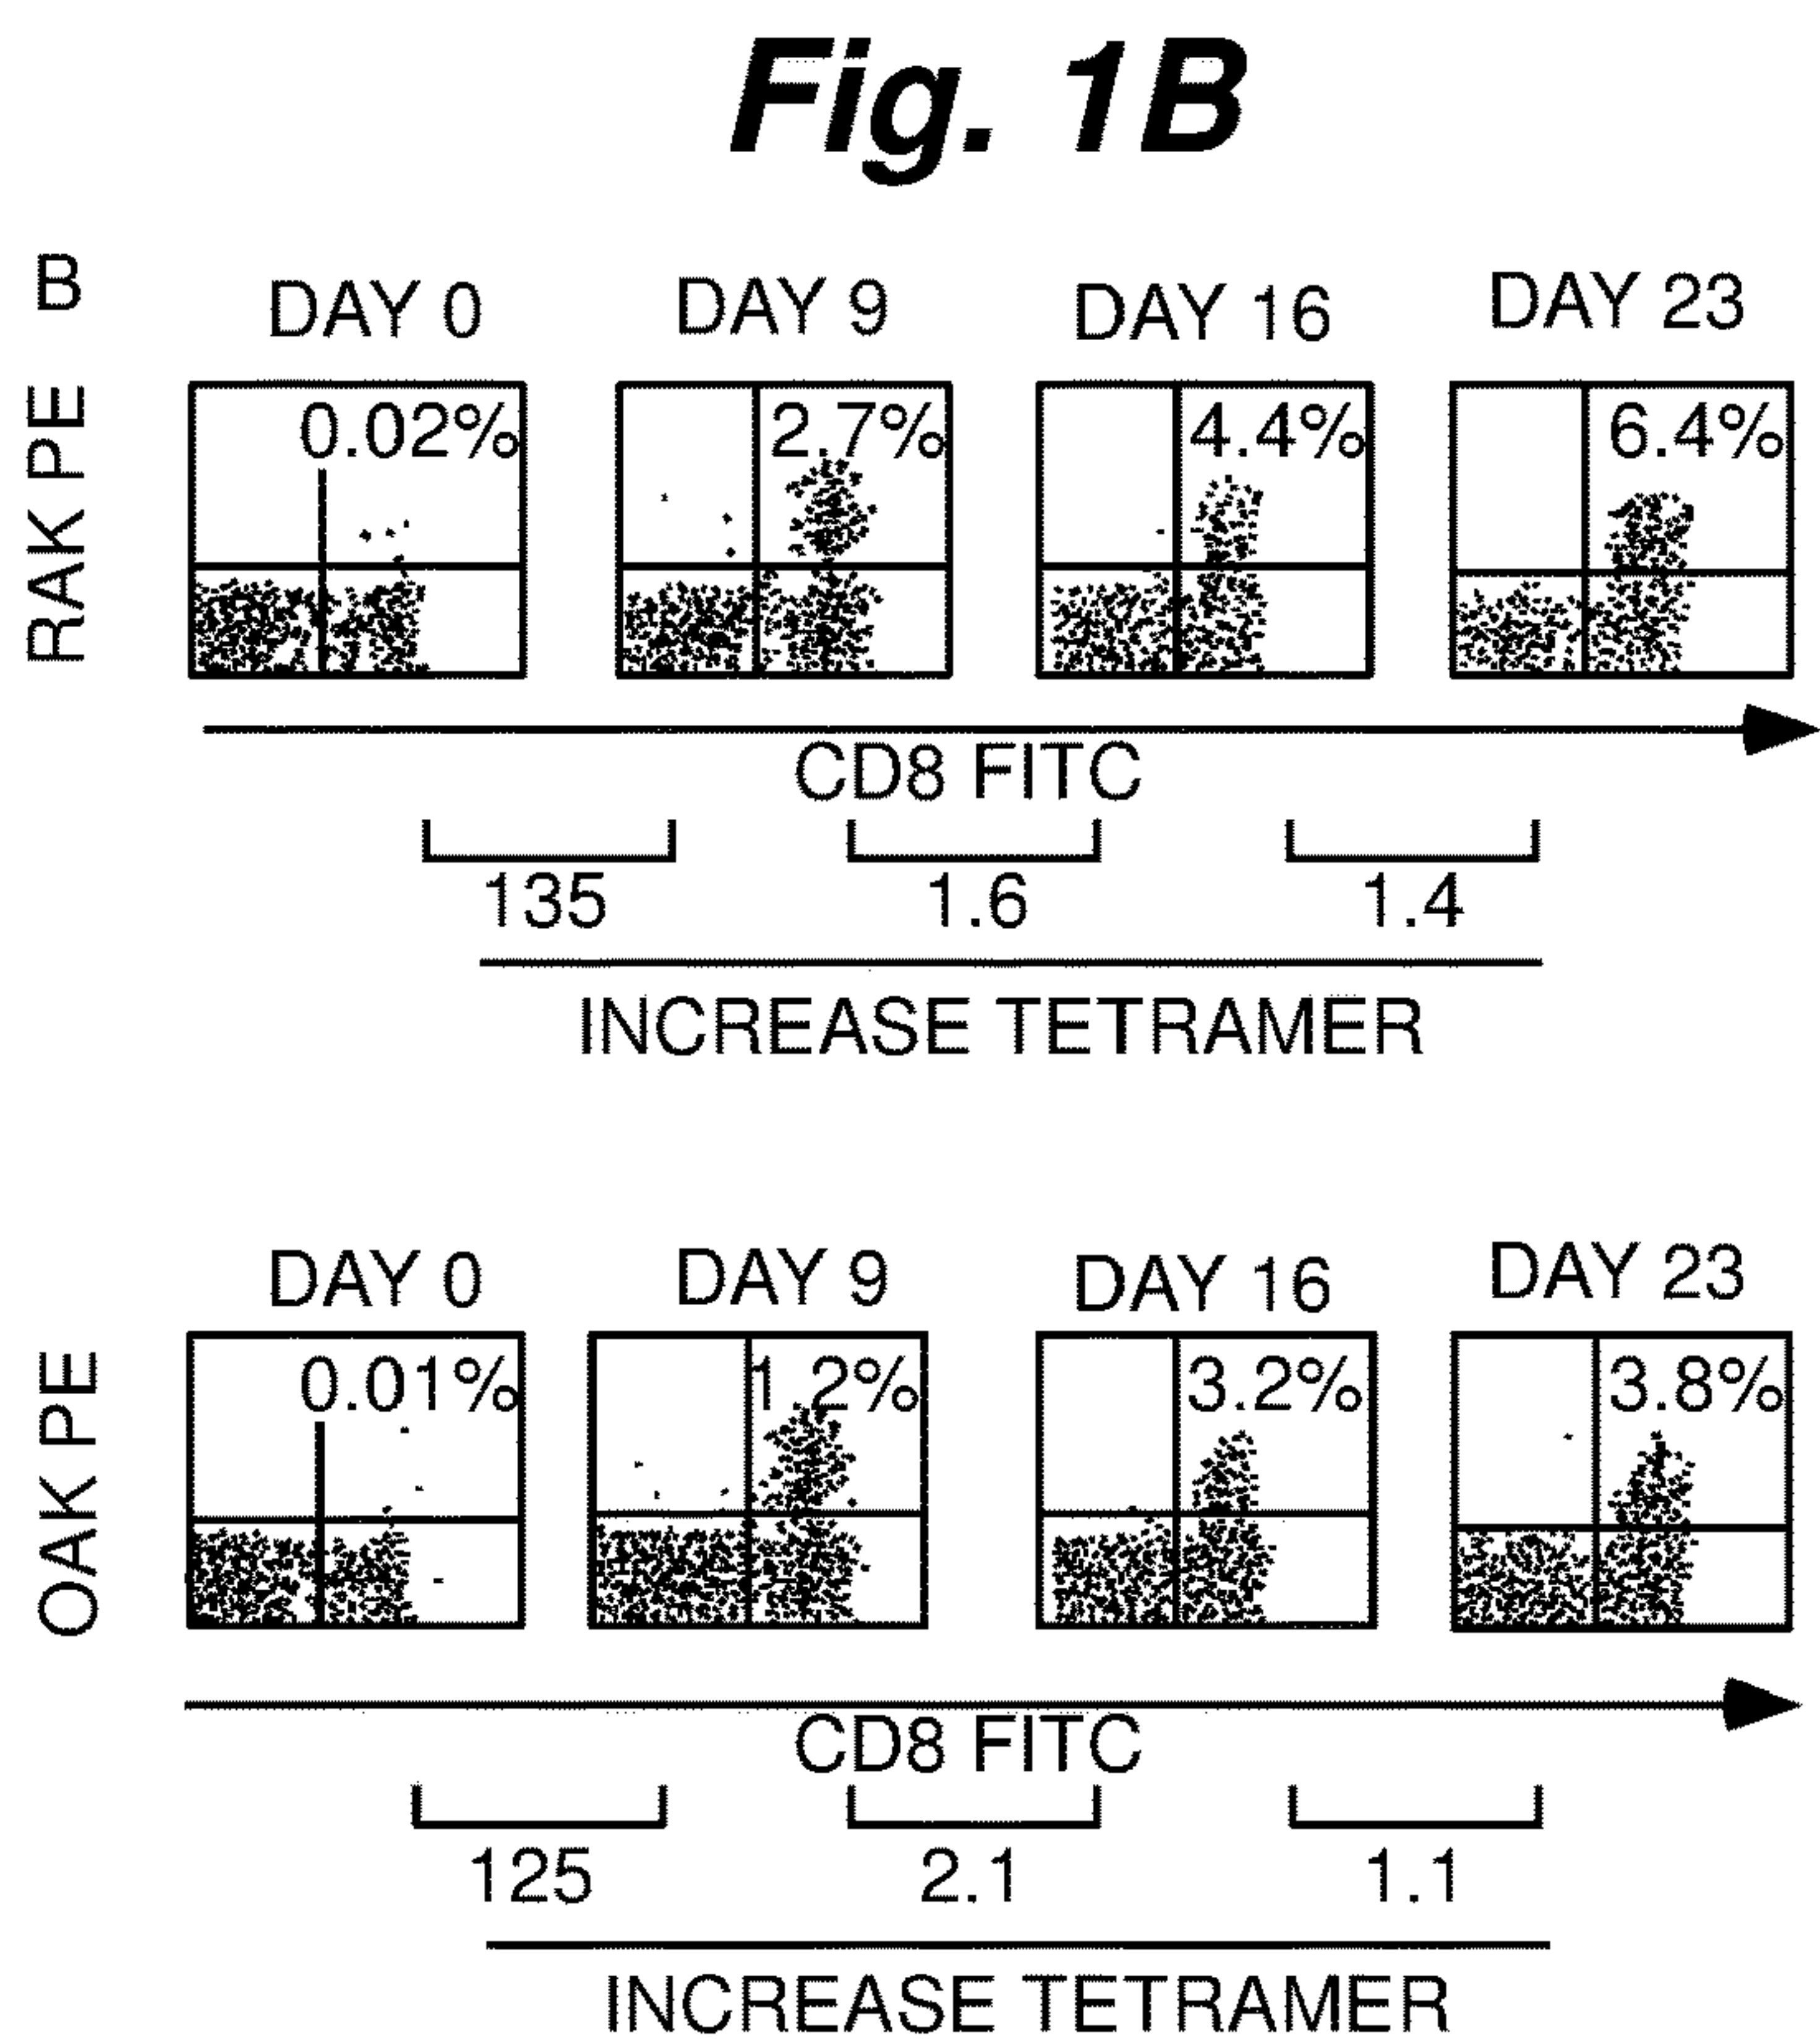 Fig. 1B
B
DAY 0 DAY 9 DAY 16 DAY 23
RAK PE
0.02% 2.7% 4.4% 6.4%
CD8 FITC
135 1.6 1.4
INCREASE TETRAMER
DAY 0 DAY 9 DAY 16 DAY 23
OAK PE
0.01% 1.2% 3.2% 3.8%
CD8 FITC
125 2.1 1.1
INCREASE TETRAMER